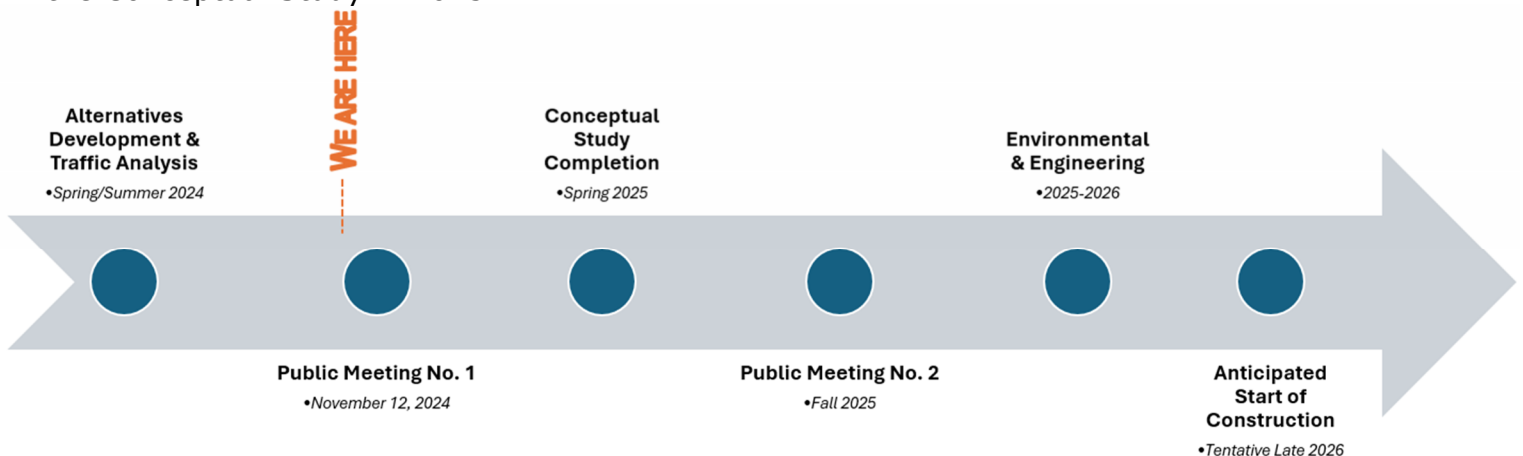 WE ARE HERE
Alternatives
Development &
Traffic Analysis
•Spring/Summer 2024
Conceptual
Study
Completion
•Spring 2025
Environmental
& Engineering
•2025-2026
Public Meeting No. 1
•November 12, 2024
Public Meeting No. 2
•Fall 2025
Anticipated
Start of
Construction
•Tentative Late 2026